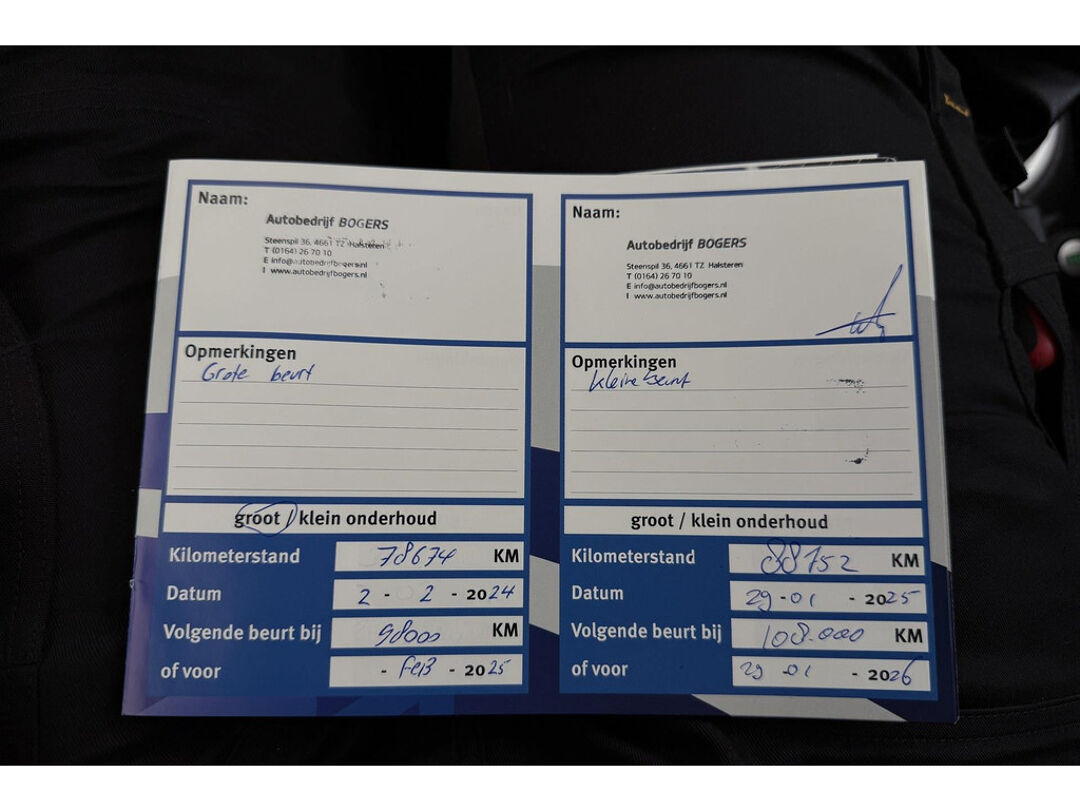 Naam:
Autobedrijf BOGERS
Steenspil 36, 4661 TZ Halsteren
T (0164) 26 70 10
E info@autobedrijfbogers.nl
I www.autobedrijfbogers.nl
Opmerkingen
Grote beurt
groot / klein onderhoud
Kilometerstand 78674 KM
Datum 2 - 2 - 2024
Volgende beurt bij 98000 KM
of voor - FEB - 2025
Naam:
Autobedrijf BOGERS
Steenspil 36, 4661 TZ Halsteren
T (0164) 26 70 10
E info@autobedrijfbogers.nl
I www.autobedrijfbogers.nl
Opmerkingen
kleine beurt
groot / klein onderhoud
Kilometerstand 88752 KM
Datum 29 - 01 - 2025
Volgende beurt bij 108.000 KM
of voor 29 - 01 - 2026